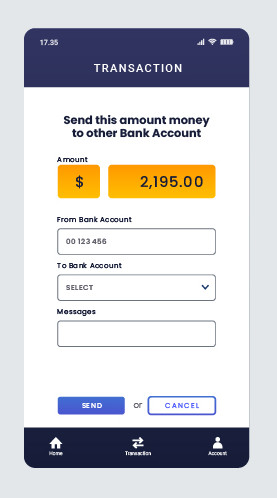 17.35
TRANSACTION
Send this amount money
to other Bank Account
Amount
$ 2,195.00
From Bank Account
00 123 456
To Bank Account
SELECT
Messages
SEND or CANCEL
Home Transaction Account